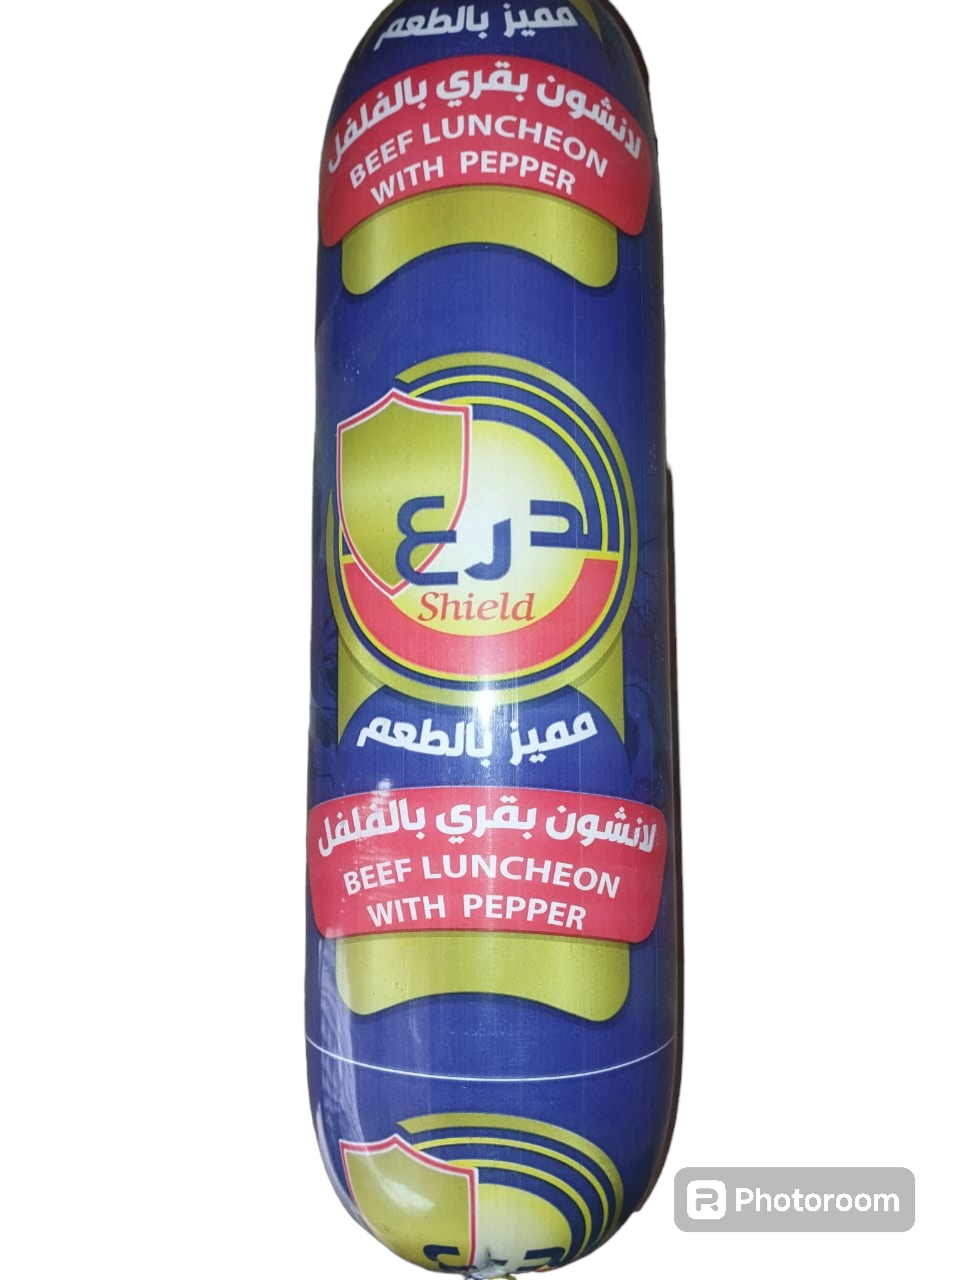 مميز بالطعم
لانشون بقري بالفلفل
BEEF LUNCHEON
WITH PEPPER
درع
Shield
مميز بالطعم
لانشون بقري بالفلفل
BEEF LUNCHEON
WITH PEPPER
Photoroom